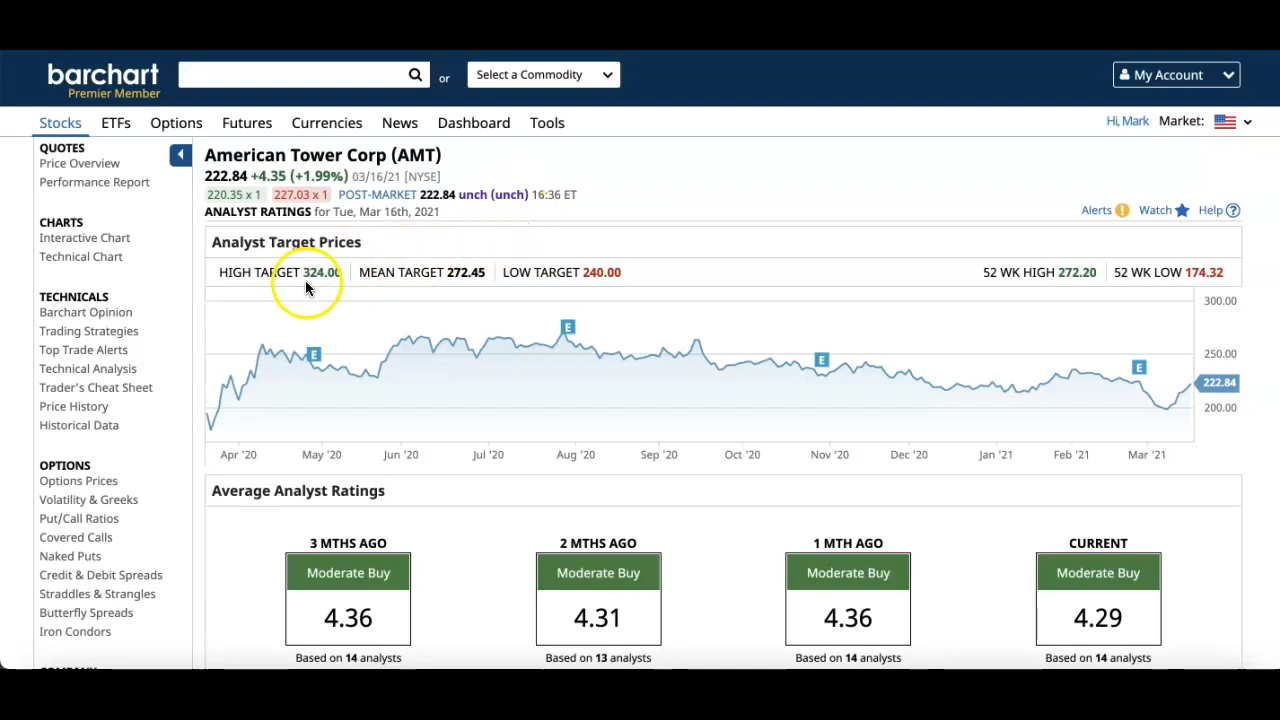 barchart
Premier Member
or
Select a Commodity
My Account
Stocks ETFs Options Futures Currencies News Dashboard Tools
Hi, Mark Market:
QUOTES
Price Overview
Performance Report
CHARTS
Interactive Chart
Technical Chart
TECHNICALS
Barchart Opinion
Trading Strategies
Top Trade Alerts
Technical Analysis
Trader's Cheat Sheet
Price History
Historical Data
OPTIONS
Options Prices
Volatility & Greeks
Put/Call Ratios
Covered Calls
Naked Puts
Credit & Debit Spreads
Straddles & Strangles
Butterfly Spreads
Iron Condors
American Tower Corp (AMT)
222.84 +4.35 (+1.99%) 03/16/21 [NYSE]
220.35 x 1 227.03 x 1 POST-MARKET 222.84 unch (unch) 16:36 ET
ANALYST RATINGS for Tue, Mar 16th, 2021
Alerts Watch Help
Analyst Target Prices
HIGH TARGET 324.00 MEAN TARGET 272.45 LOW TARGET 240.00 52 WK HIGH 272.20 52 WK LOW 174.32
300.00
250.00
222.84
200.00
E E E E
Apr '20 May '20 Jun '20 Jul '20 Aug '20 Sep '20 Oct '20 Nov '20 Dec '20 Jan '21 Feb '21 Mar '21
Average Analyst Ratings
3 MTHS AGO 2 MTHS AGO 1 MTH AGO CURRENT
Moderate Buy Moderate Buy Moderate Buy Moderate Buy
4.36 4.31 4.36 4.29
Based on 14 analysts Based on 13 analysts Based on 14 analysts Based on 14 analysts